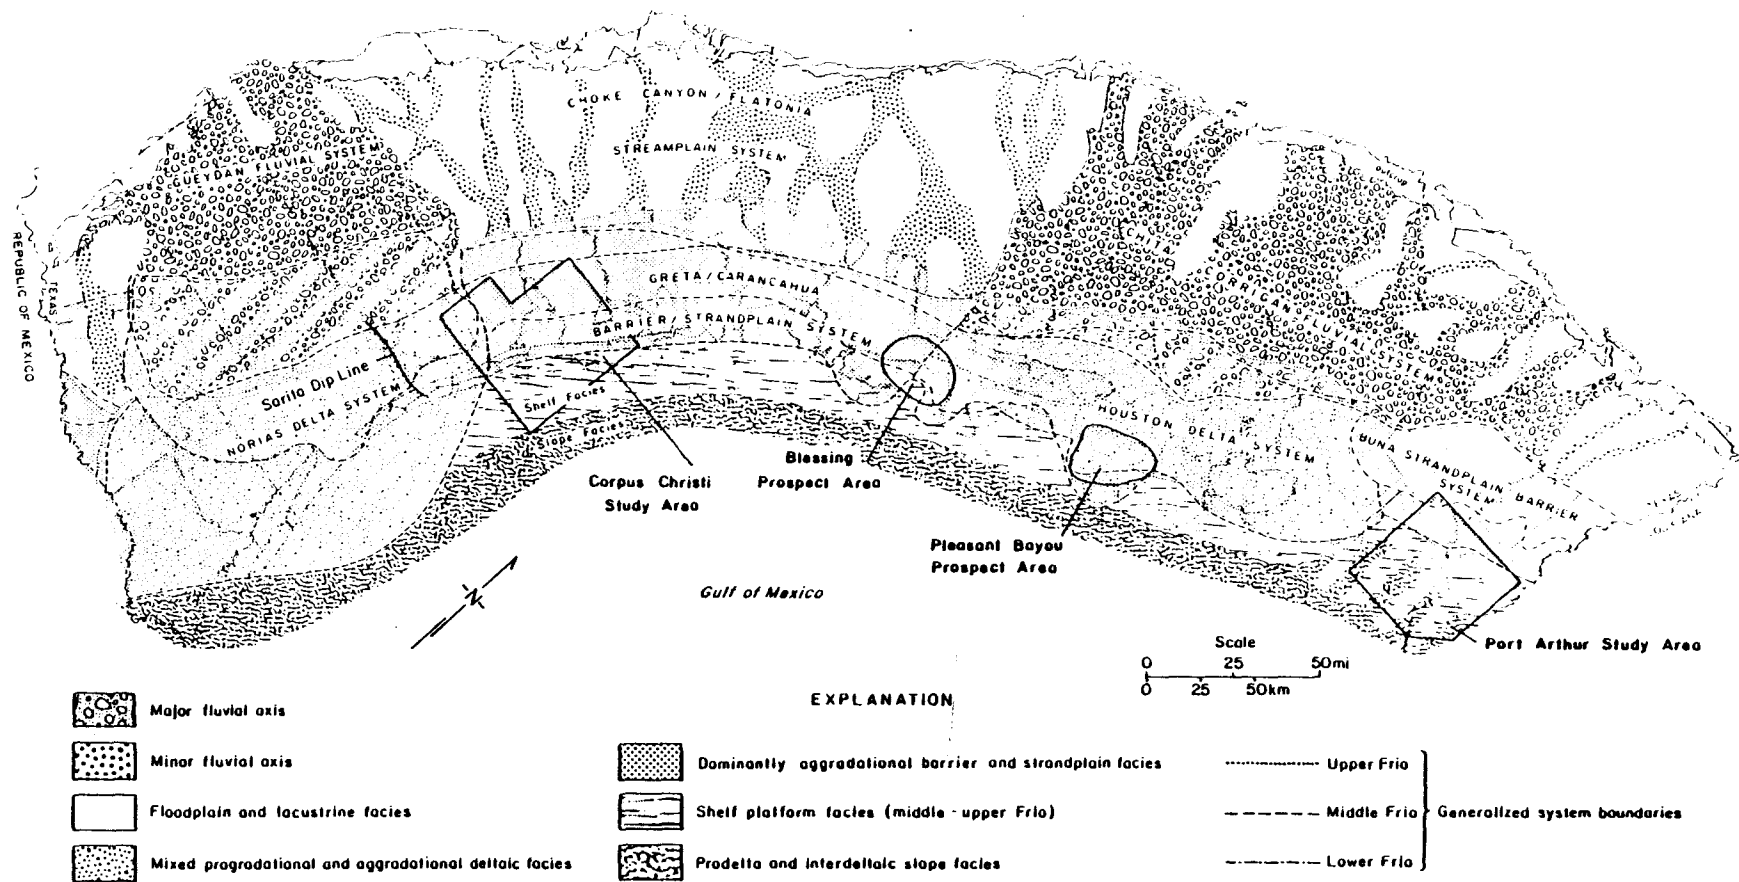 CHOKE CANYON / FLATONIA
STREAMPLAIN SYSTEM
GUEYDAN FLUVIAL SYSTEM
REPUBLIC OF MEXICO
TEXAS
GRETA / CARANCAHUA
BARRIER / STRANDPLAIN SYSTEM
CHITA
CORRIGAN FLUVIAL SYSTEM
outcrop
Sarita Dip Line
NORIAS DELTA SYSTEM
Shelf Facies
Slope Facies
HOUSTON DELTA SYSTEM
BUNA STRANDPLAIN BARRIER
SYSTEM
Corpus Christi
Study Area
Blessing
Prospect Area
Pleasant Bayou
Prospect Area
Port Arthur Study Area
Gulf of Mexico
N
Scale
0 25 50mi
0 25 50km
EXPLANATION
Major fluvial axis
Minor fluvial axis
Floodplain and lacustrine facies
Mixed progradational and aggradational deltaic facies
Dominantly aggradational barrier and strandplain facies
Shelf platform facies (middle - upper Frio)
Prodelta and interdeltaic slope facies
Upper Frio
Middle Frio
Lower Frio
Generalized system boundaries